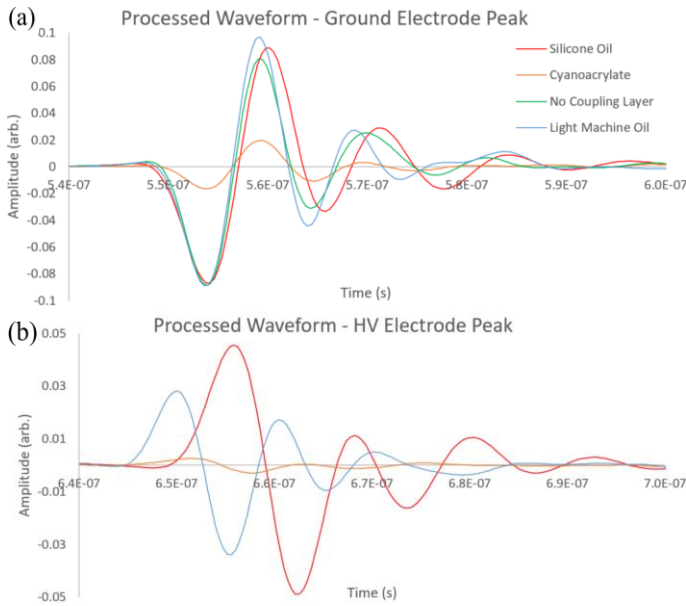 (a)
Processed Waveform - Ground Electrode Peak
Amplitude (arb.)
0.1
0.08
0.06
0.04
0.02
0
-0.02
-0.04
-0.06
-0.08
-0.1
5.4E-07
5.5E-07
5.6E-07
5.7E-07
5.8E-07
5.9E-07
6.0E-07
Silicone Oil
Cyanoacrylate
No Coupling Layer
Light Machine Oil
Time (s)
(b)
Processed Waveform - HV Electrode Peak
Amplitude (arb.)
0.05
0.03
0.01
-0.01
-0.03
-0.05
6.4E-07
6.5E-07
6.6E-07
6.7E-07
6.8E-07
6.9E-07
7.0E-07
Time (s)